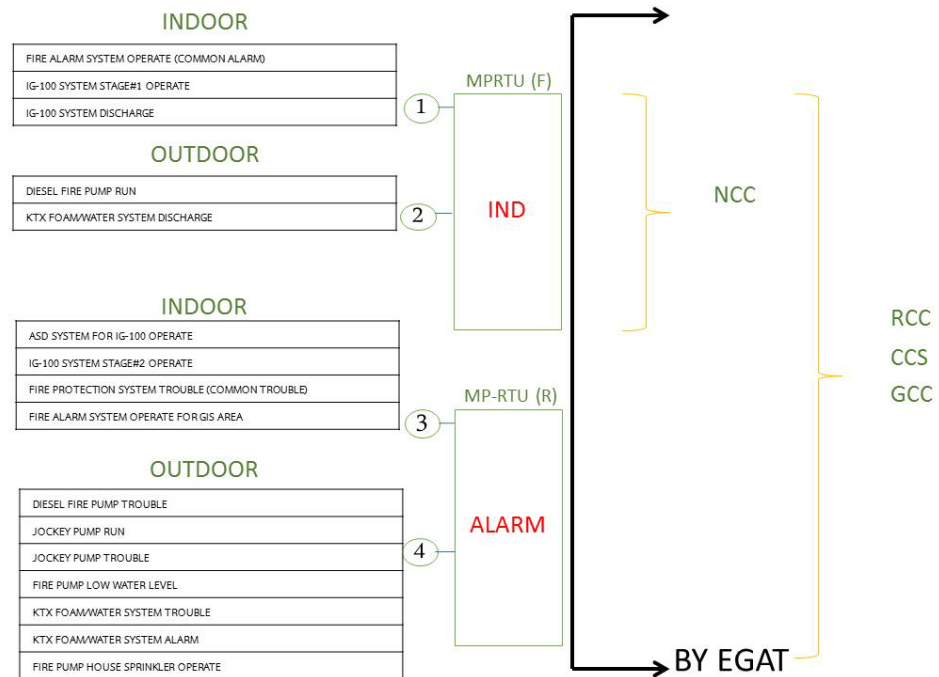 INDOOR
FIRE ALARM SYSTEM OPERATE (COMMON ALARM)
IG-100 SYSTEM STAGE#1 OPERATE
IG-100 SYSTEM DISCHARGE
1
MPRTU (F)
OUTDOOR
DIESEL FIRE PUMP RUN
KTX FOAM/WATER SYSTEM DISCHARGE
2
IND
NCC
INDOOR
ASD SYSTEM FOR IG-100 OPERATE
IG-100 SYSTEM STAGE#2 OPERATE
FIRE PROTECTION SYSTEM TROUBLE (COMMON TROUBLE)
FIRE ALARM SYSTEM OPERATE FOR GIS AREA
3
MP-RTU (R)
RCC
CCS
GCC
OUTDOOR
DIESEL FIRE PUMP TROUBLE
JOCKEY PUMP RUN
JOCKEY PUMP TROUBLE
FIRE PUMP LOW WATER LEVEL
KTX FOAM/WATER SYSTEM TROUBLE
KTX FOAM/WATER SYSTEM ALARM
FIRE PUMP HOUSE SPRINKLER OPERATE
4
ALARM
BY EGAT